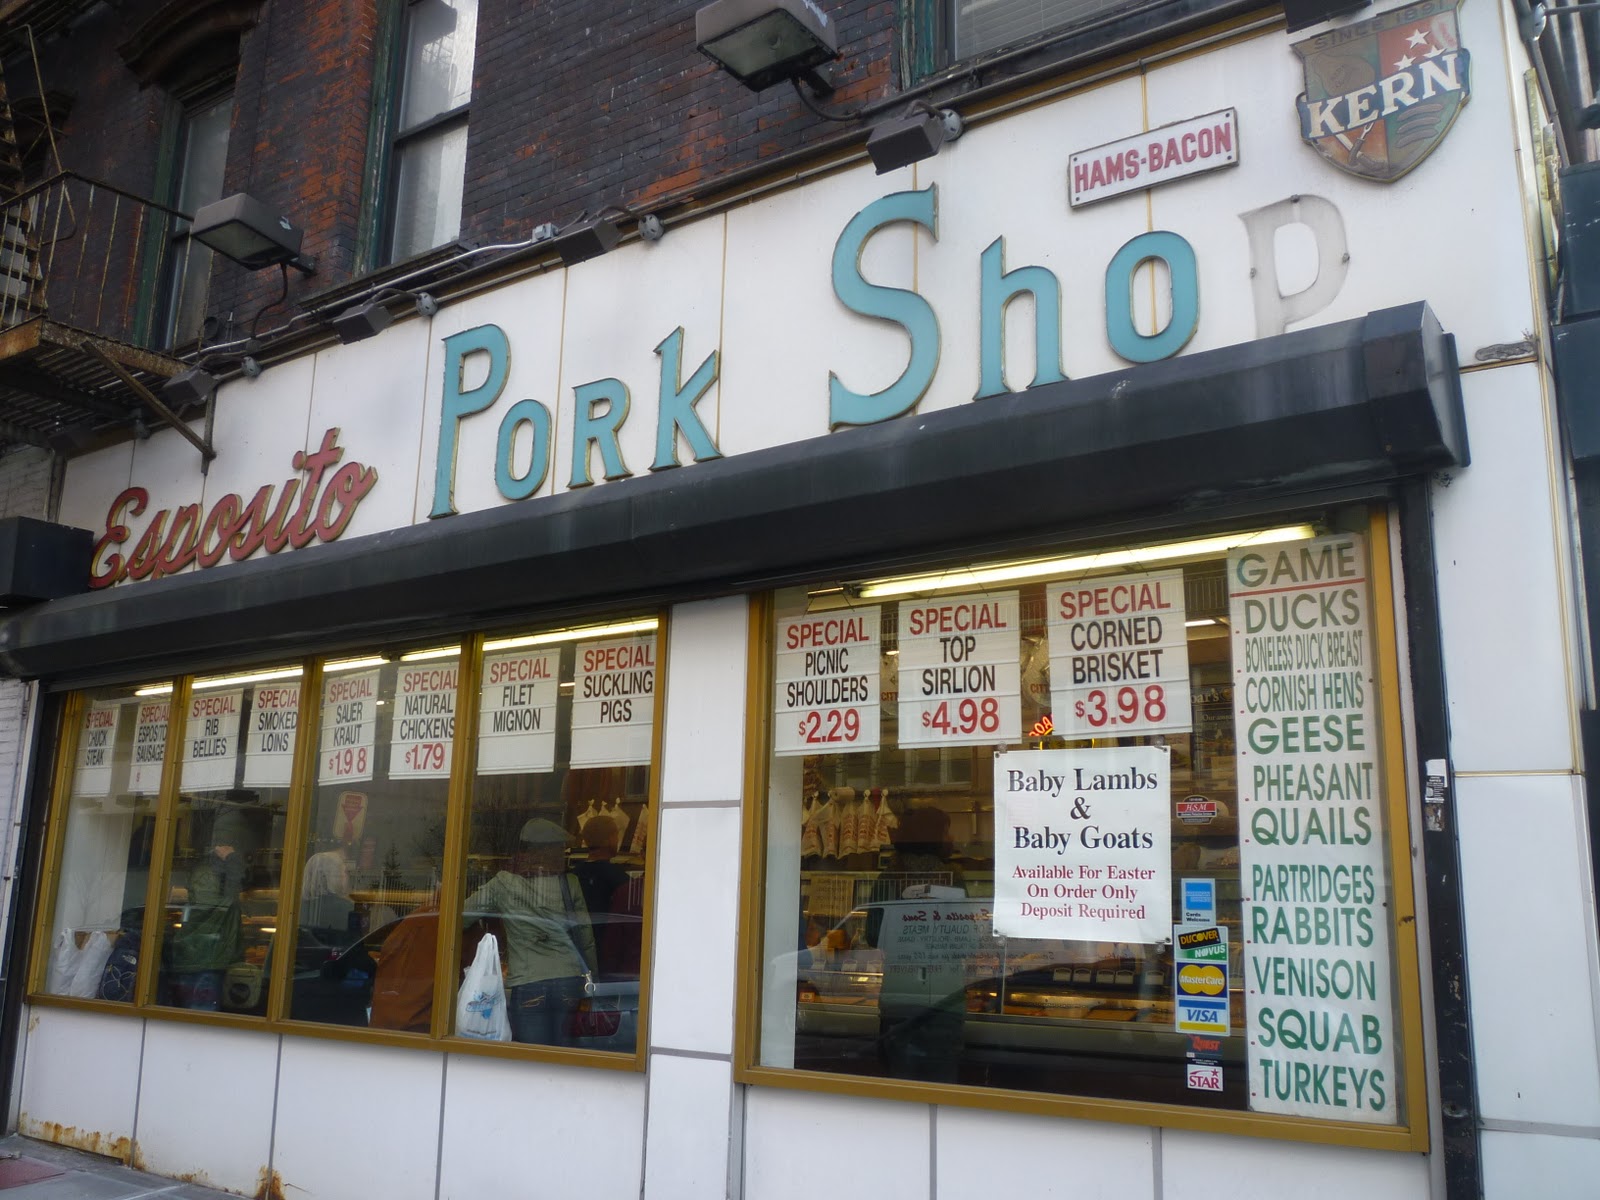 SINCE 1891
KERN
HAMS-BACON
Esposito Pork Shop
SPECIAL
CHUCK
STEAK
SPECIAL
ESPOSITO
SAUSAGE
$
SPECIAL
RIB
BELLIES
SPECIAL
SMOKED
LOINS
SPECIAL
SAUER
KRAUT
$1.98
SPECIAL
NATURAL
CHICKENS
$1.79
SPECIAL
FILET
MIGNON
SPECIAL
SUCKLING
PIGS
SPECIAL
PICNIC
SHOULDERS
$2.29
SPECIAL
TOP
SIRLION
$4.98
SPECIAL
CORNED
BRISKET
$3.98
Baby Lambs
&
Baby Goats
Available For Easter
On Order Only
Deposit Required
GAME
DUCKS
BONELESS DUCK BREAST
CORNISH HENS
GEESE
PHEASANT
QUAILS
PARTRIDGES
RABBITS
VENISON
SQUAB
TURKEYS
H&M
Cards
Welcome
DISCOVER
NOVUS
MasterCard
VISA
QUEST
STAR